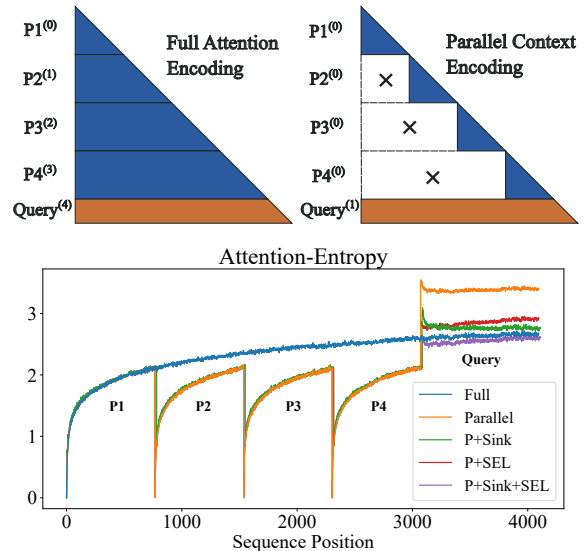 P1(0)
P2(1)
P3(2)
P4(3)
Query(4)
Full Attention
Encoding
P1(0)
P2(0)
P3(0)
P4(0)
Query(1)
Parallel Context
Encoding
×
×
×
Attention-Entropy
3
2
1
0
P1
P2
P3
P4
Query
Full
Parallel
P+Sink
P+SEL
P+Sink+SEL
0
1000
2000
3000
4000
Sequence Position